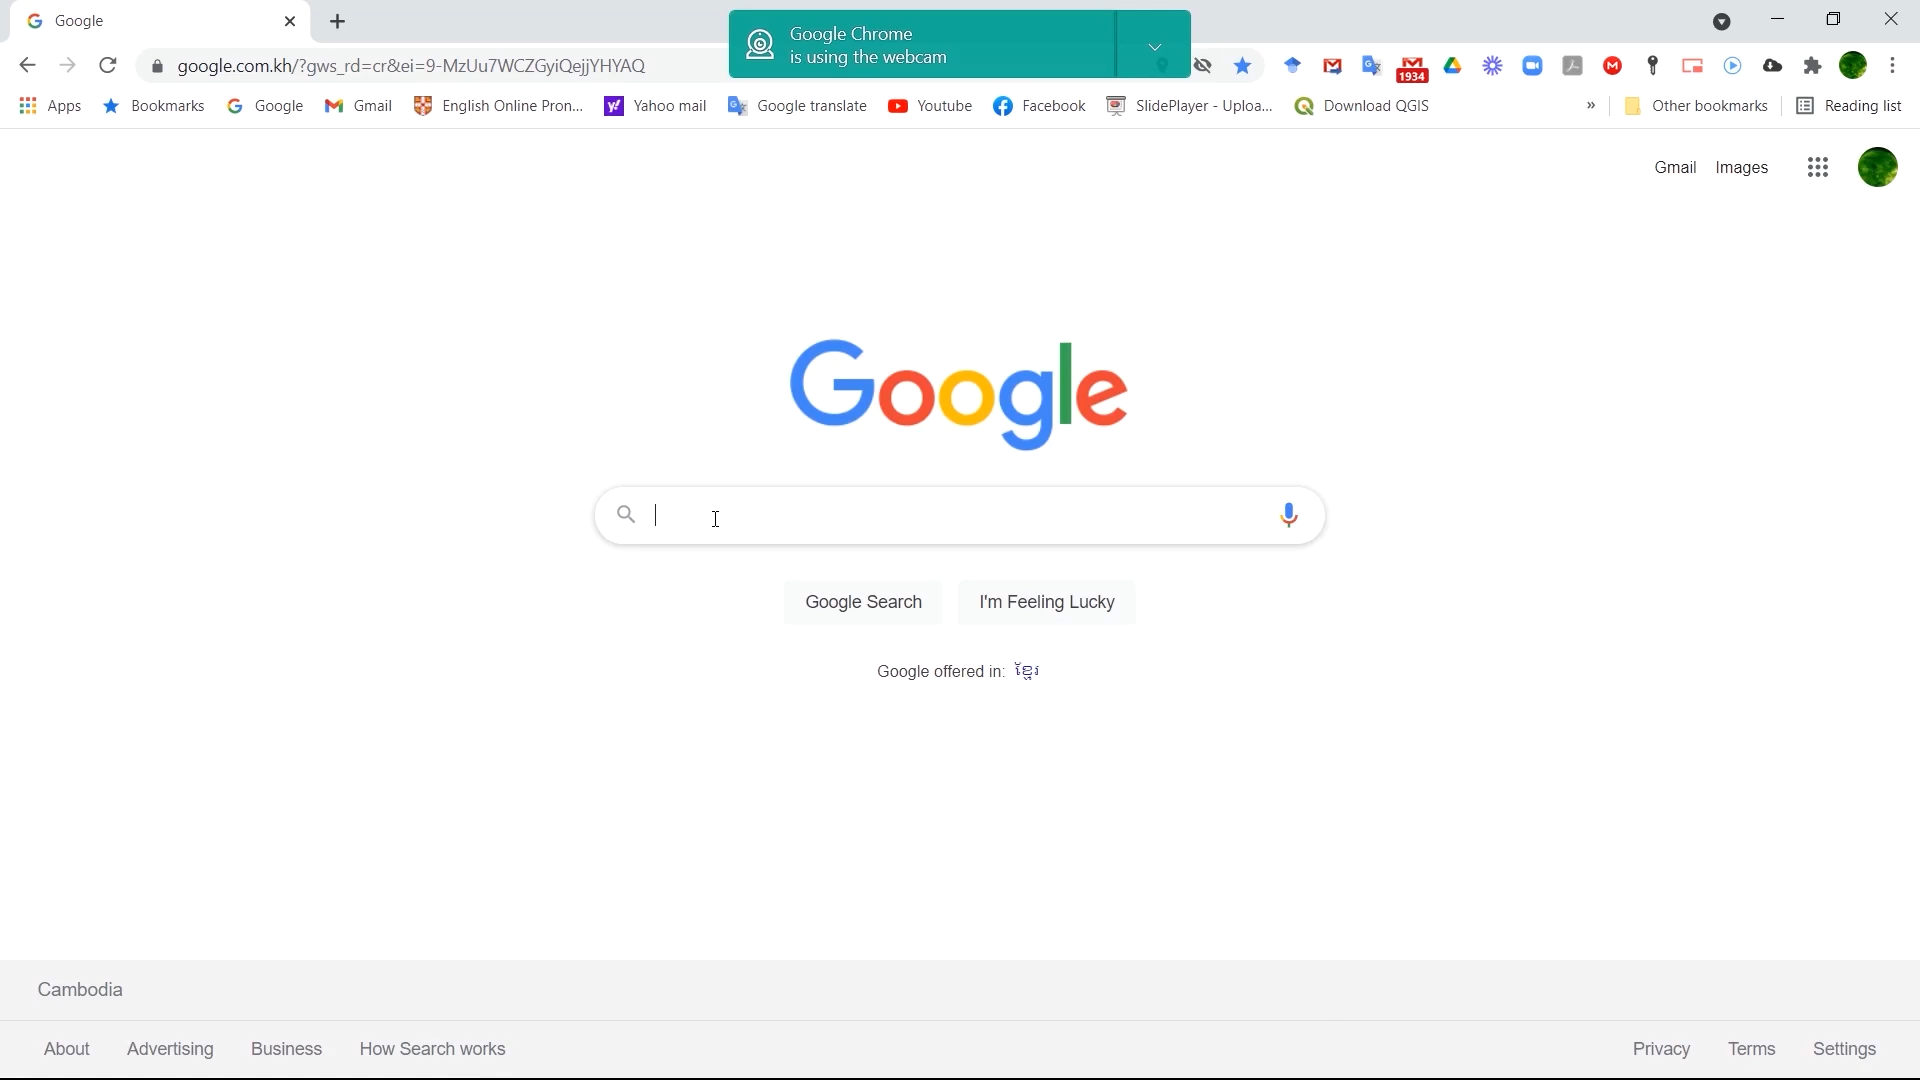 Google
Google Chrome
is using the webcam
google.com.kh/?gws_rd=cr&ei=9-MzUu7WCZGyiQejjYHYAQ
1934
Apps Bookmarks Google Gmail English Online Pron... Yahoo mail Google translate Youtube Facebook SlidePlayer - Uploa... Download QGIS » Other bookmarks Reading list
Gmail Images
Google
Google Search I'm Feeling Lucky
Google offered in: ខ្មែរ
Cambodia
About Advertising Business How Search works Privacy Terms Settings